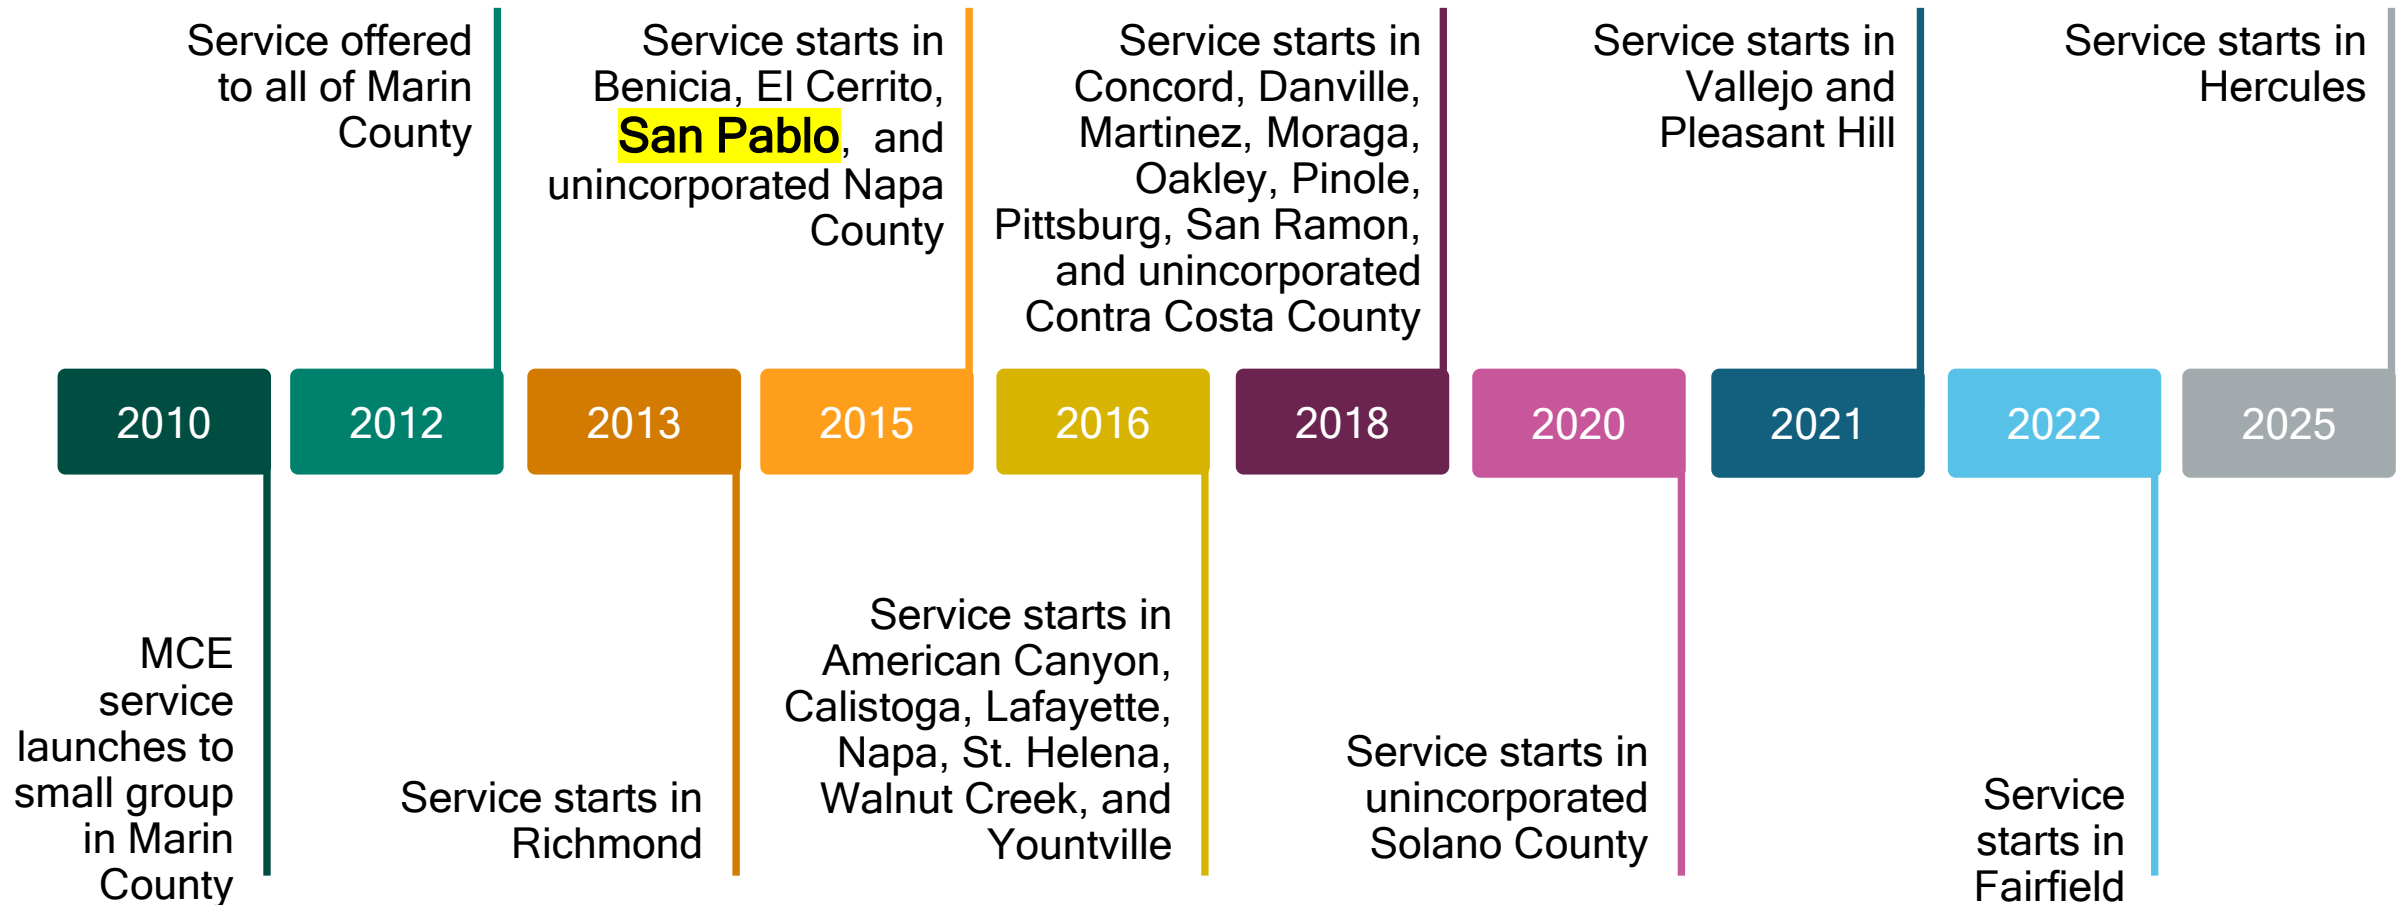 Service offered
to all of Marin
County
Service starts in
Benicia, El Cerrito,
San Pablo, and
unincorporated Napa
County
Service starts in
Concord, Danville,
Martinez, Moraga,
Oakley, Pinole,
Pittsburg, San Ramon,
and unincorporated
Contra Costa County
Service starts in
Vallejo and
Pleasant Hill
Service starts in
Hercules
2010
2012
2013
2015
2016
2018
2020
2021
2022
2025
MCE
service
launches to
small group
in Marin
County
Service starts in
Richmond
Service starts in
American Canyon,
Calistoga, Lafayette,
Napa, St. Helena,
Walnut Creek, and
Yountville
Service starts in
unincorporated
Solano County
Service
starts in
Fairfield